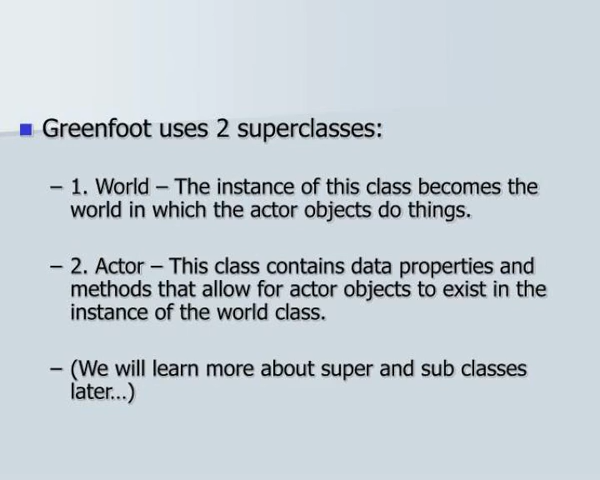 Greenfoot uses 2 superclasses:
– 1. World – The instance of this class becomes the
world in which the actor objects do things.
– 2. Actor – This class contains data properties and
methods that allow for actor objects to exist in the
instance of the world class.
– (We will learn more about super and sub classes
later…)